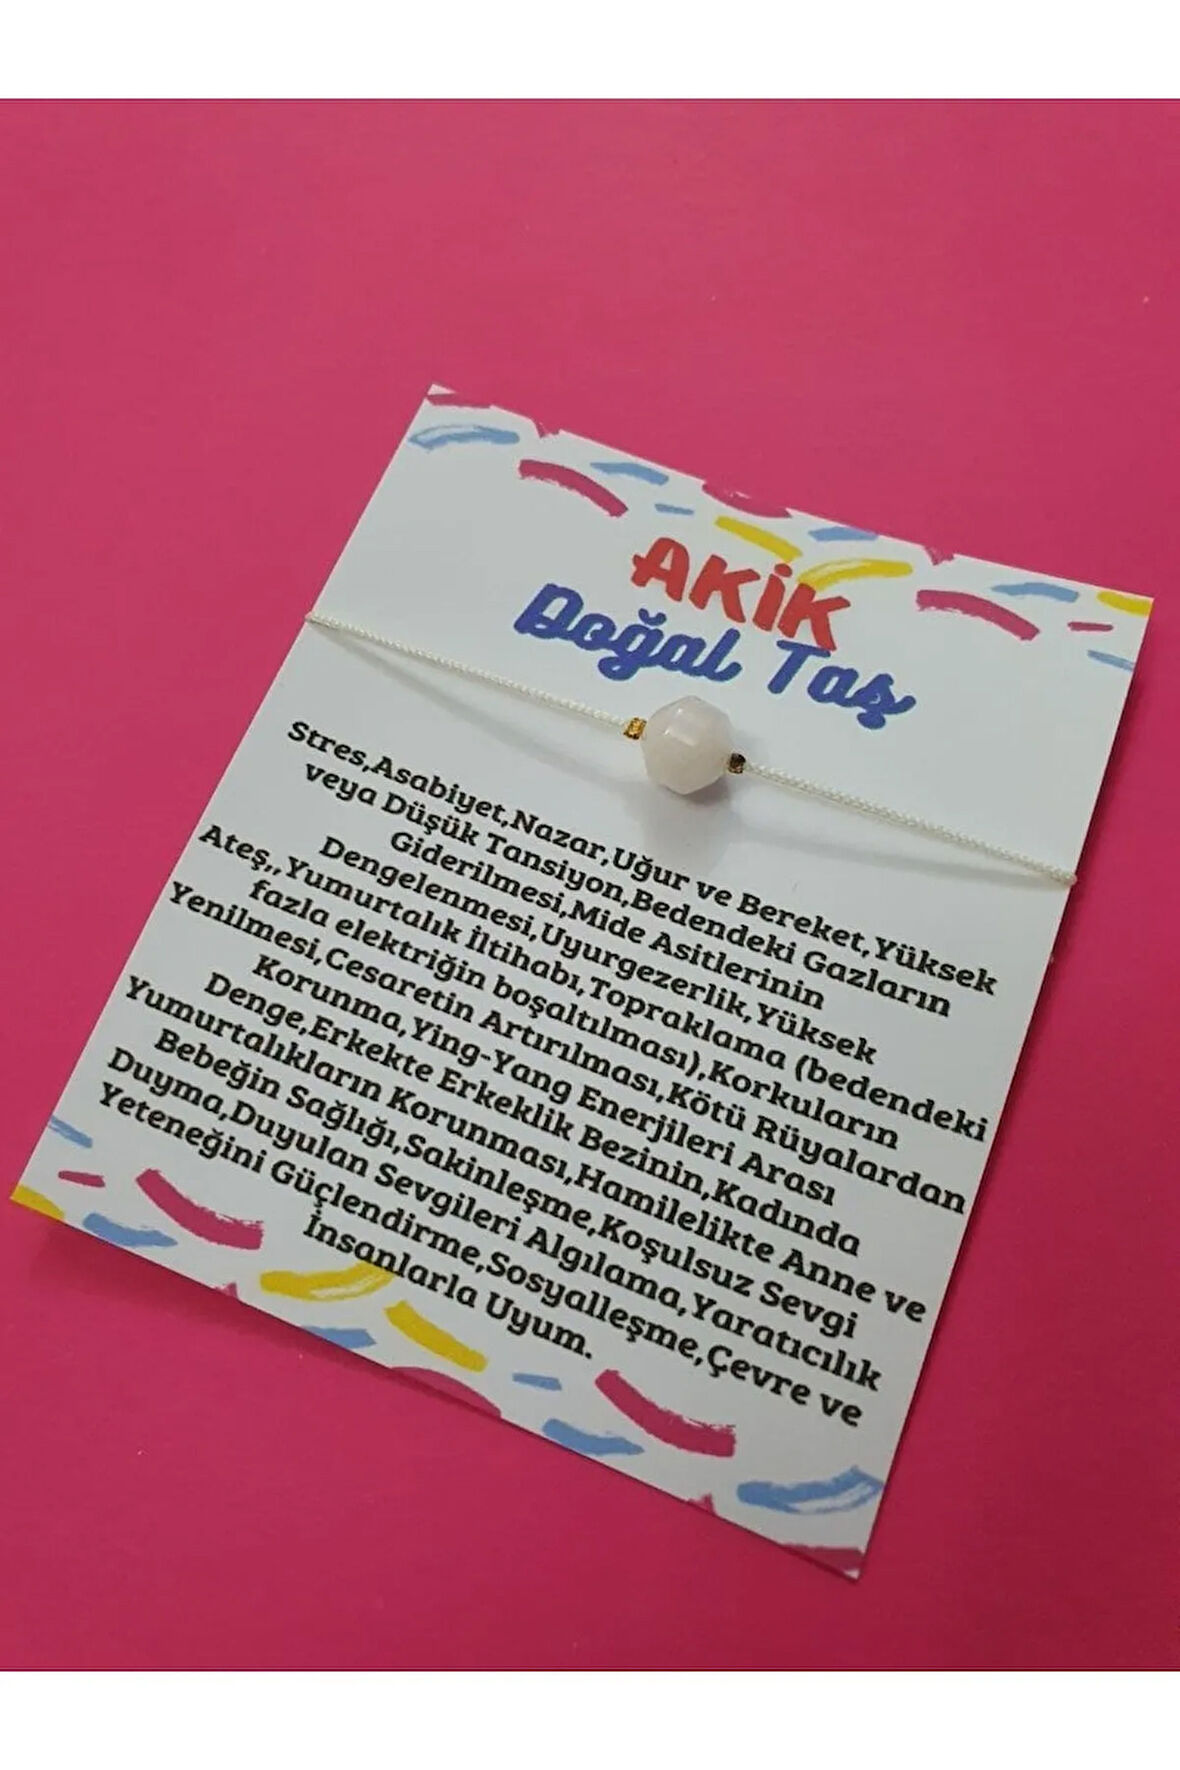 AKİK
Doğal Taş
Stres,Asabiyet,Nazar,Uğur ve Bereket,Yüksek
veya Düşük Tansiyon,Bedendeki Gazların
Giderilmesi,Mide Asitlerinin
Dengelenmesi,Uyurgezerlik,Yüksek
Ateş,,Yumurtalık İltihabı,Topraklama (bedendeki
fazla elektriğin boşaltılması),Korkuların
Yenilmesi,Cesaretin Artırılması,Kötü Rüyalardan
Korunma,Ying-Yang Enerjileri Arası
Denge,Erkekte Erkeklik Bezinin,Kadında
Yumurtalıkların Korunması,Hamilelikte Anne ve
Bebeğin Sağlığı,Sakinleşme,Koşulsuz Sevgi
Duyma,Duyulan Sevgileri Algılama,Yaratıcılık
Yeteneğini Güçlendirme,Sosyalleşme,Çevre ve
İnsanlarla Uyum.